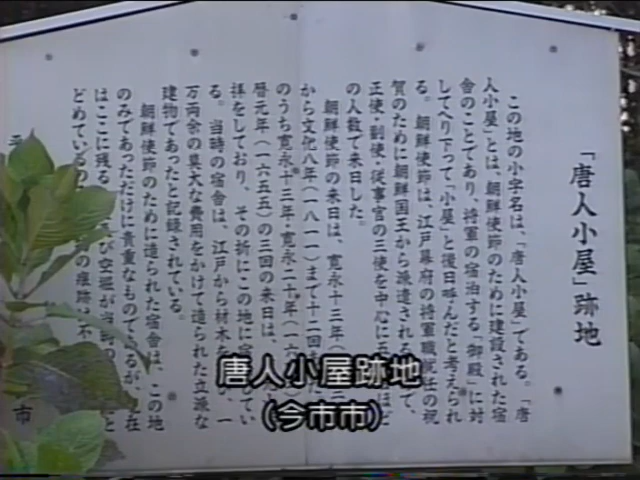 「唐人小屋」跡地
この地の小字名は、「唐人小屋」である。「唐
人小屋」とは、朝鮮使節のために建設された宿
舎のことであり、将軍の宿泊する「御殿」に対
してへり下って「小屋」と後日呼んだと考えられ
る。朝鮮使節は、江戸幕府の将軍職就任の祝
賀のために朝鮮国王から派遣される
正使・副使・従事官の三使を中心に
の人数で来日した。
朝鮮使節の来日は、寛永十三年（
から文化八年（一八一一）まで十二回
のうち寛永十三年・寛永二十年（一六
暦元年（一六五五）の三回の来日は、
祥をしており、その折にこの地に宿
る。当時の宿舎は、江戸から材木を
万両余の莫大な費用をかけて造られた立派な
建物であったと記録されている。
朝鮮使節のために造られた宿舎は、この地
のみであっただけに貴重なものであるが、
はここに残る
び空堀が当時の
どめているの
痕跡は
市
唐人小屋跡地
（今市市）